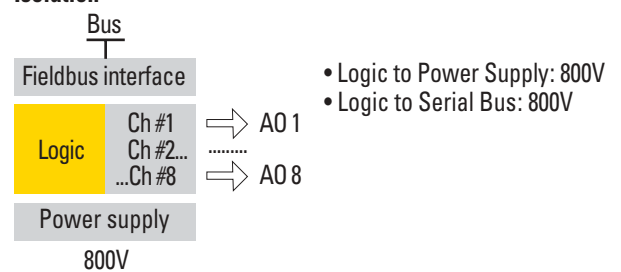 Bus
Fieldbus interface
Logic
Ch #1
Ch #2...
...Ch #8
AO 1
.........
AO 8
Power supply
800V
• Logic to Power Supply: 800V
• Logic to Serial Bus: 800V